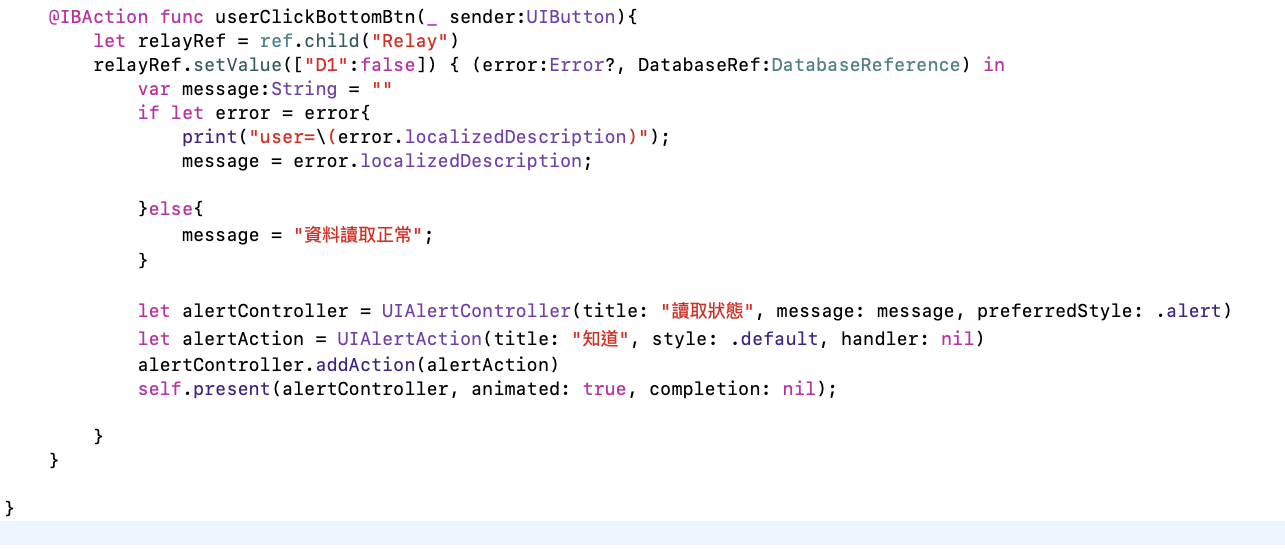 @IBAction func userClickBottomBtn(_ sender:UIButton){
let relayRef = ref.child("Relay")
relayRef.setValue(["D1":false]) { (error:Error?, DatabaseRef:DatabaseReference) in
var message:String = ""
if let error = error{
print("user=\(error.localizedDescription)");
message = error.localizedDescription;
}else{
message = "資料讀取正常";
}
let alertController = UIAlertController(title: "讀取狀態", message: message, preferredStyle: .alert)
let alertAction = UIAlertAction(title: "知道", style: .default, handler: nil)
alertController.addAction(alertAction)
self.present(alertController, animated: true, completion: nil);
}
}
}